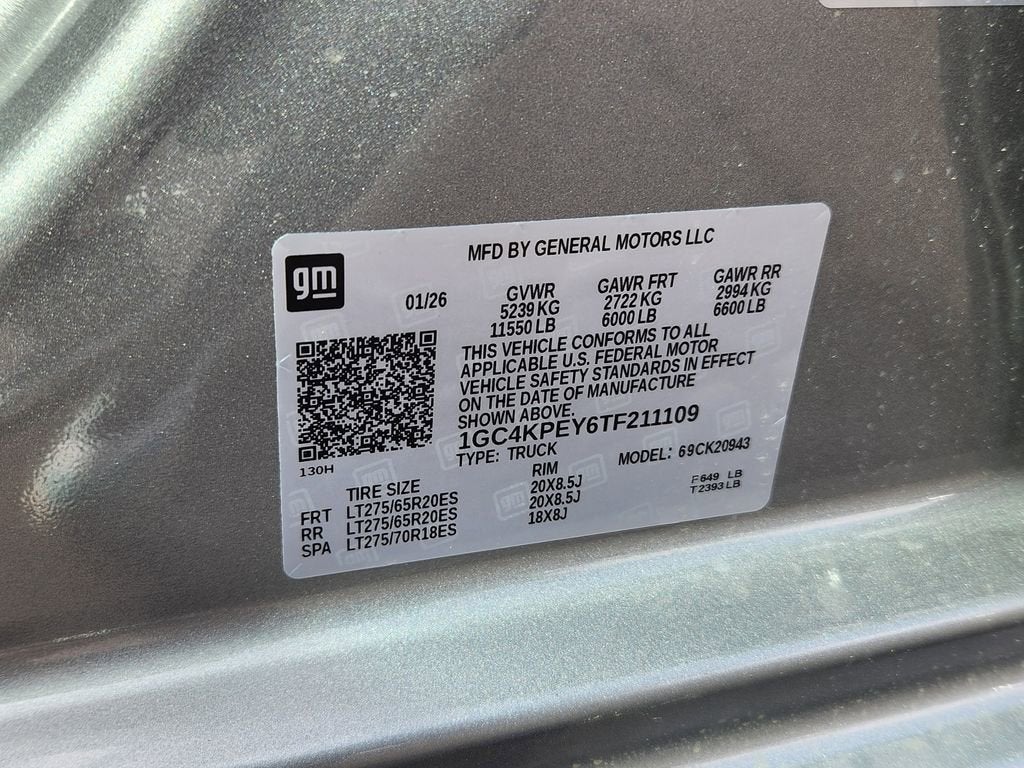 MFD BY GENERAL MOTORS LLC
gm
01/26
GVWR
5239 KG
11550 LB
GAWR FRT
2722 KG
6000 LB
GAWR RR
2994 KG
6600 LB
THIS VEHICLE CONFORMS TO ALL
APPLICABLE U.S. FEDERAL MOTOR
VEHICLE SAFETY STANDARDS IN EFFECT
ON THE DATE OF MANUFACTURE
SHOWN ABOVE.
1GC4KPEY6TF211109
TYPE: TRUCK
MODEL: 69CK20943
130H
TIRE SIZE
RIM
FRT LT275/65R20ES 20X8.5J
RR LT275/65R20ES 20X8.5J
SPA LT275/70R18ES 18X8J
F649 LB
T2393 LB